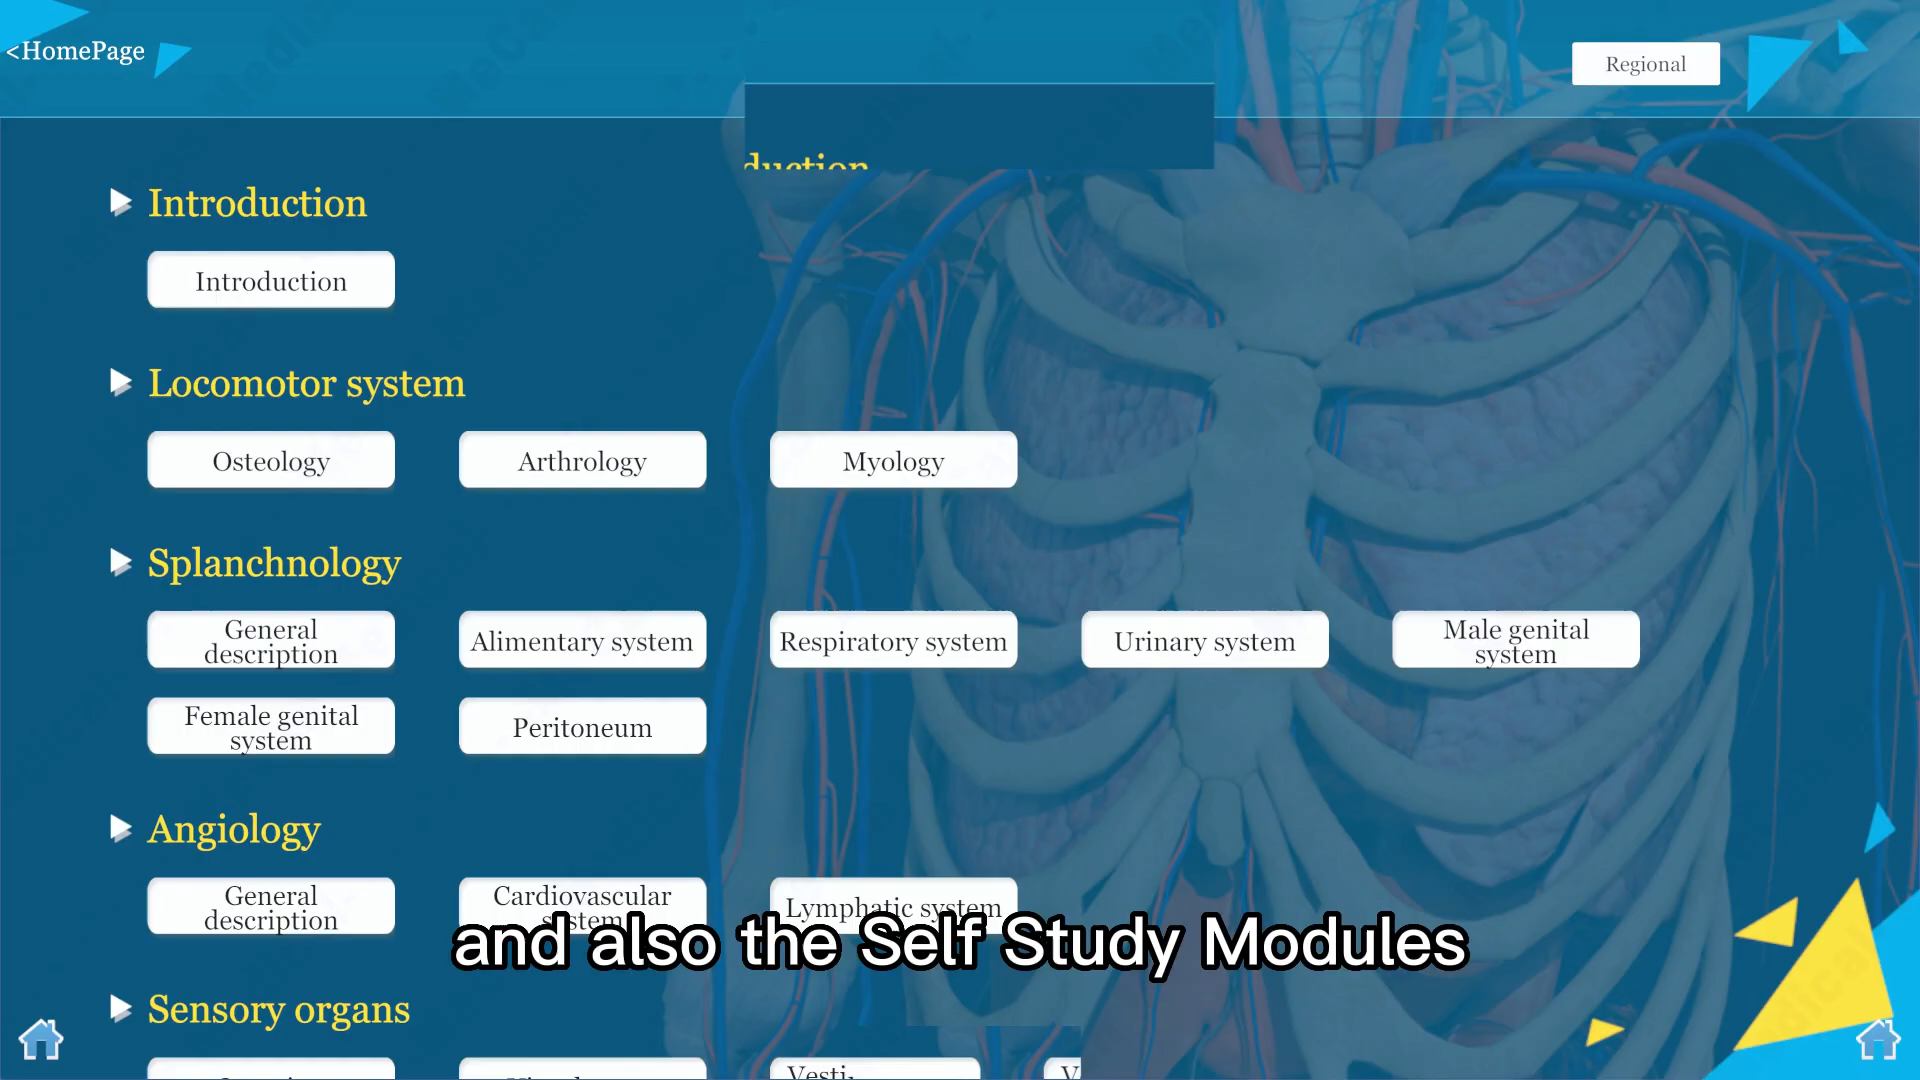 <HomePage
Regional
duction
Introduction
Introduction
Locomotor system
Osteology
Arthrology
Myology
Splanchnology
General
description
Alimentary system
Respiratory system
Urinary system
Male genital
system
Female genital
system
Peritoneum
Angiology
General
description
Cardiovascular
system
Lymphatic system
and also the Self Study Modules
Sensory organs